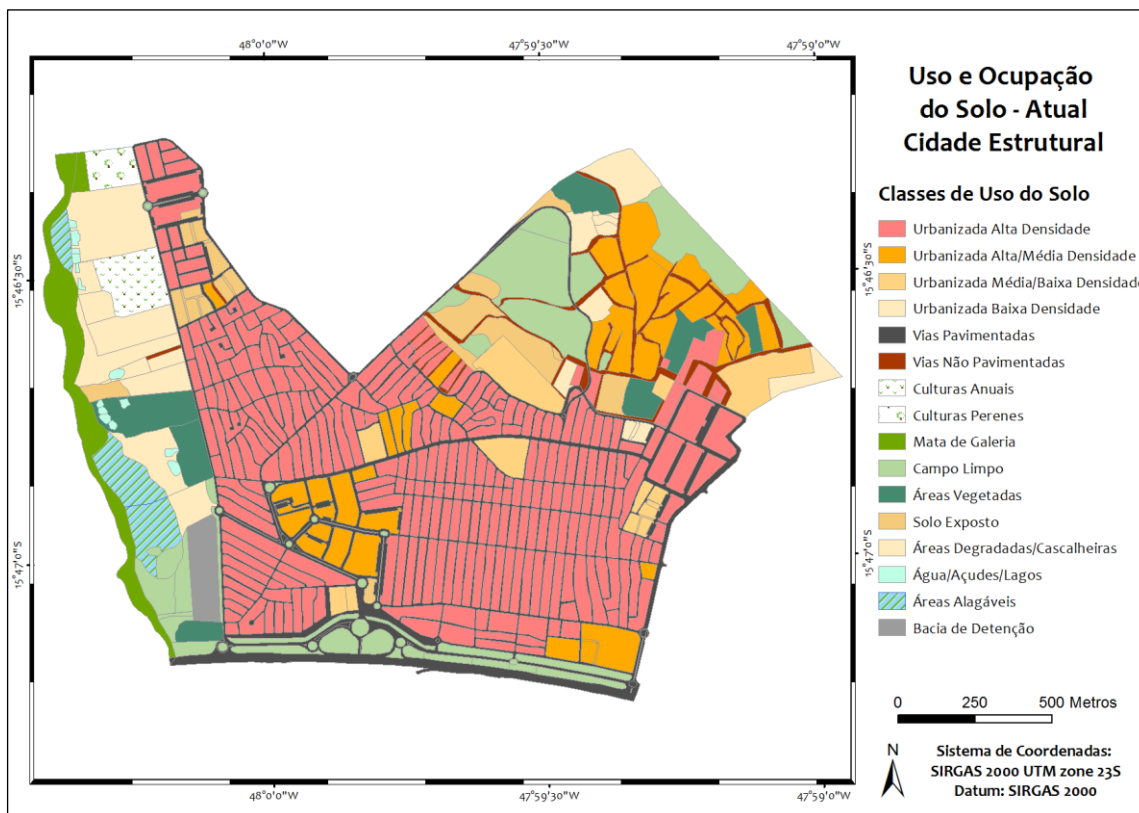 48°0'0"W
47°59'30"W
47°59'0"W
15°46'30"S
15°47'0"S
15°46'30"S
15°47'0"S
48°0'0"W
47°59'30"W
47°59'0"W
Uso e Ocupação
do Solo - Atual
Cidade Estrutural
Classes de Uso do Solo
Urbanizada Alta Densidade
Urbanizada Alta/Média Densidade
Urbanizada Média/Baixa Densidade
Urbanizada Baixa Densidade
Vias Pavimentadas
Vias Não Pavimentadas
Culturas Anuais
Culturas Perenes
Mata de Galeria
Campo Limpo
Áreas Vegetadas
Solo Exposto
Áreas Degradadas/Cascalheiras
Água/Açudes/Lagos
Áreas Alagáveis
Bacia de Detenção
0 250 500 Metros
N
Sistema de Coordenadas:
SIRGAS 2000 UTM zone 23S
Datum: SIRGAS 2000